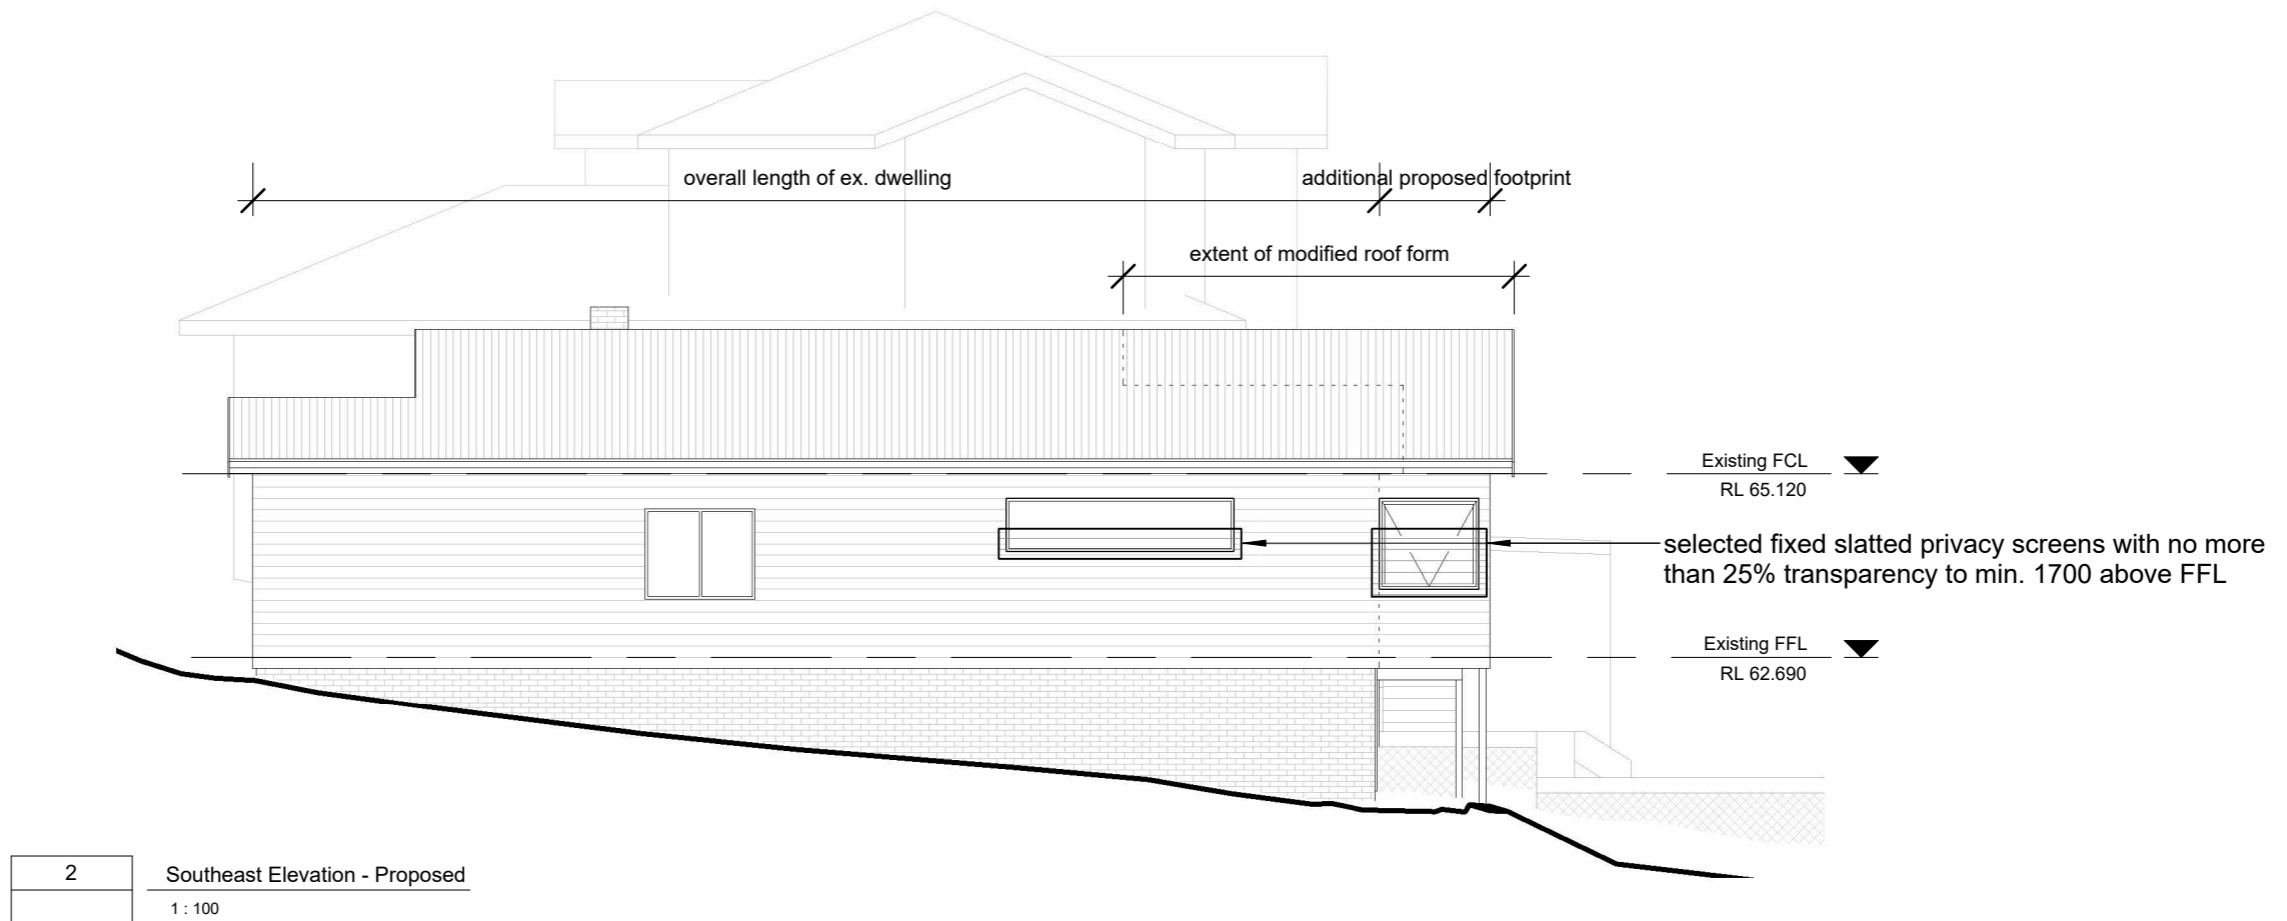 overall length of ex. dwelling
additional proposed footprint
extent of modified roof form
Existing FCL
RL 65.120
selected fixed slatted privacy screens with no more
than 25% transparency to min. 1700 above FFL
Existing FFL
RL 62.690
2
Southeast Elevation - Proposed
1 : 100